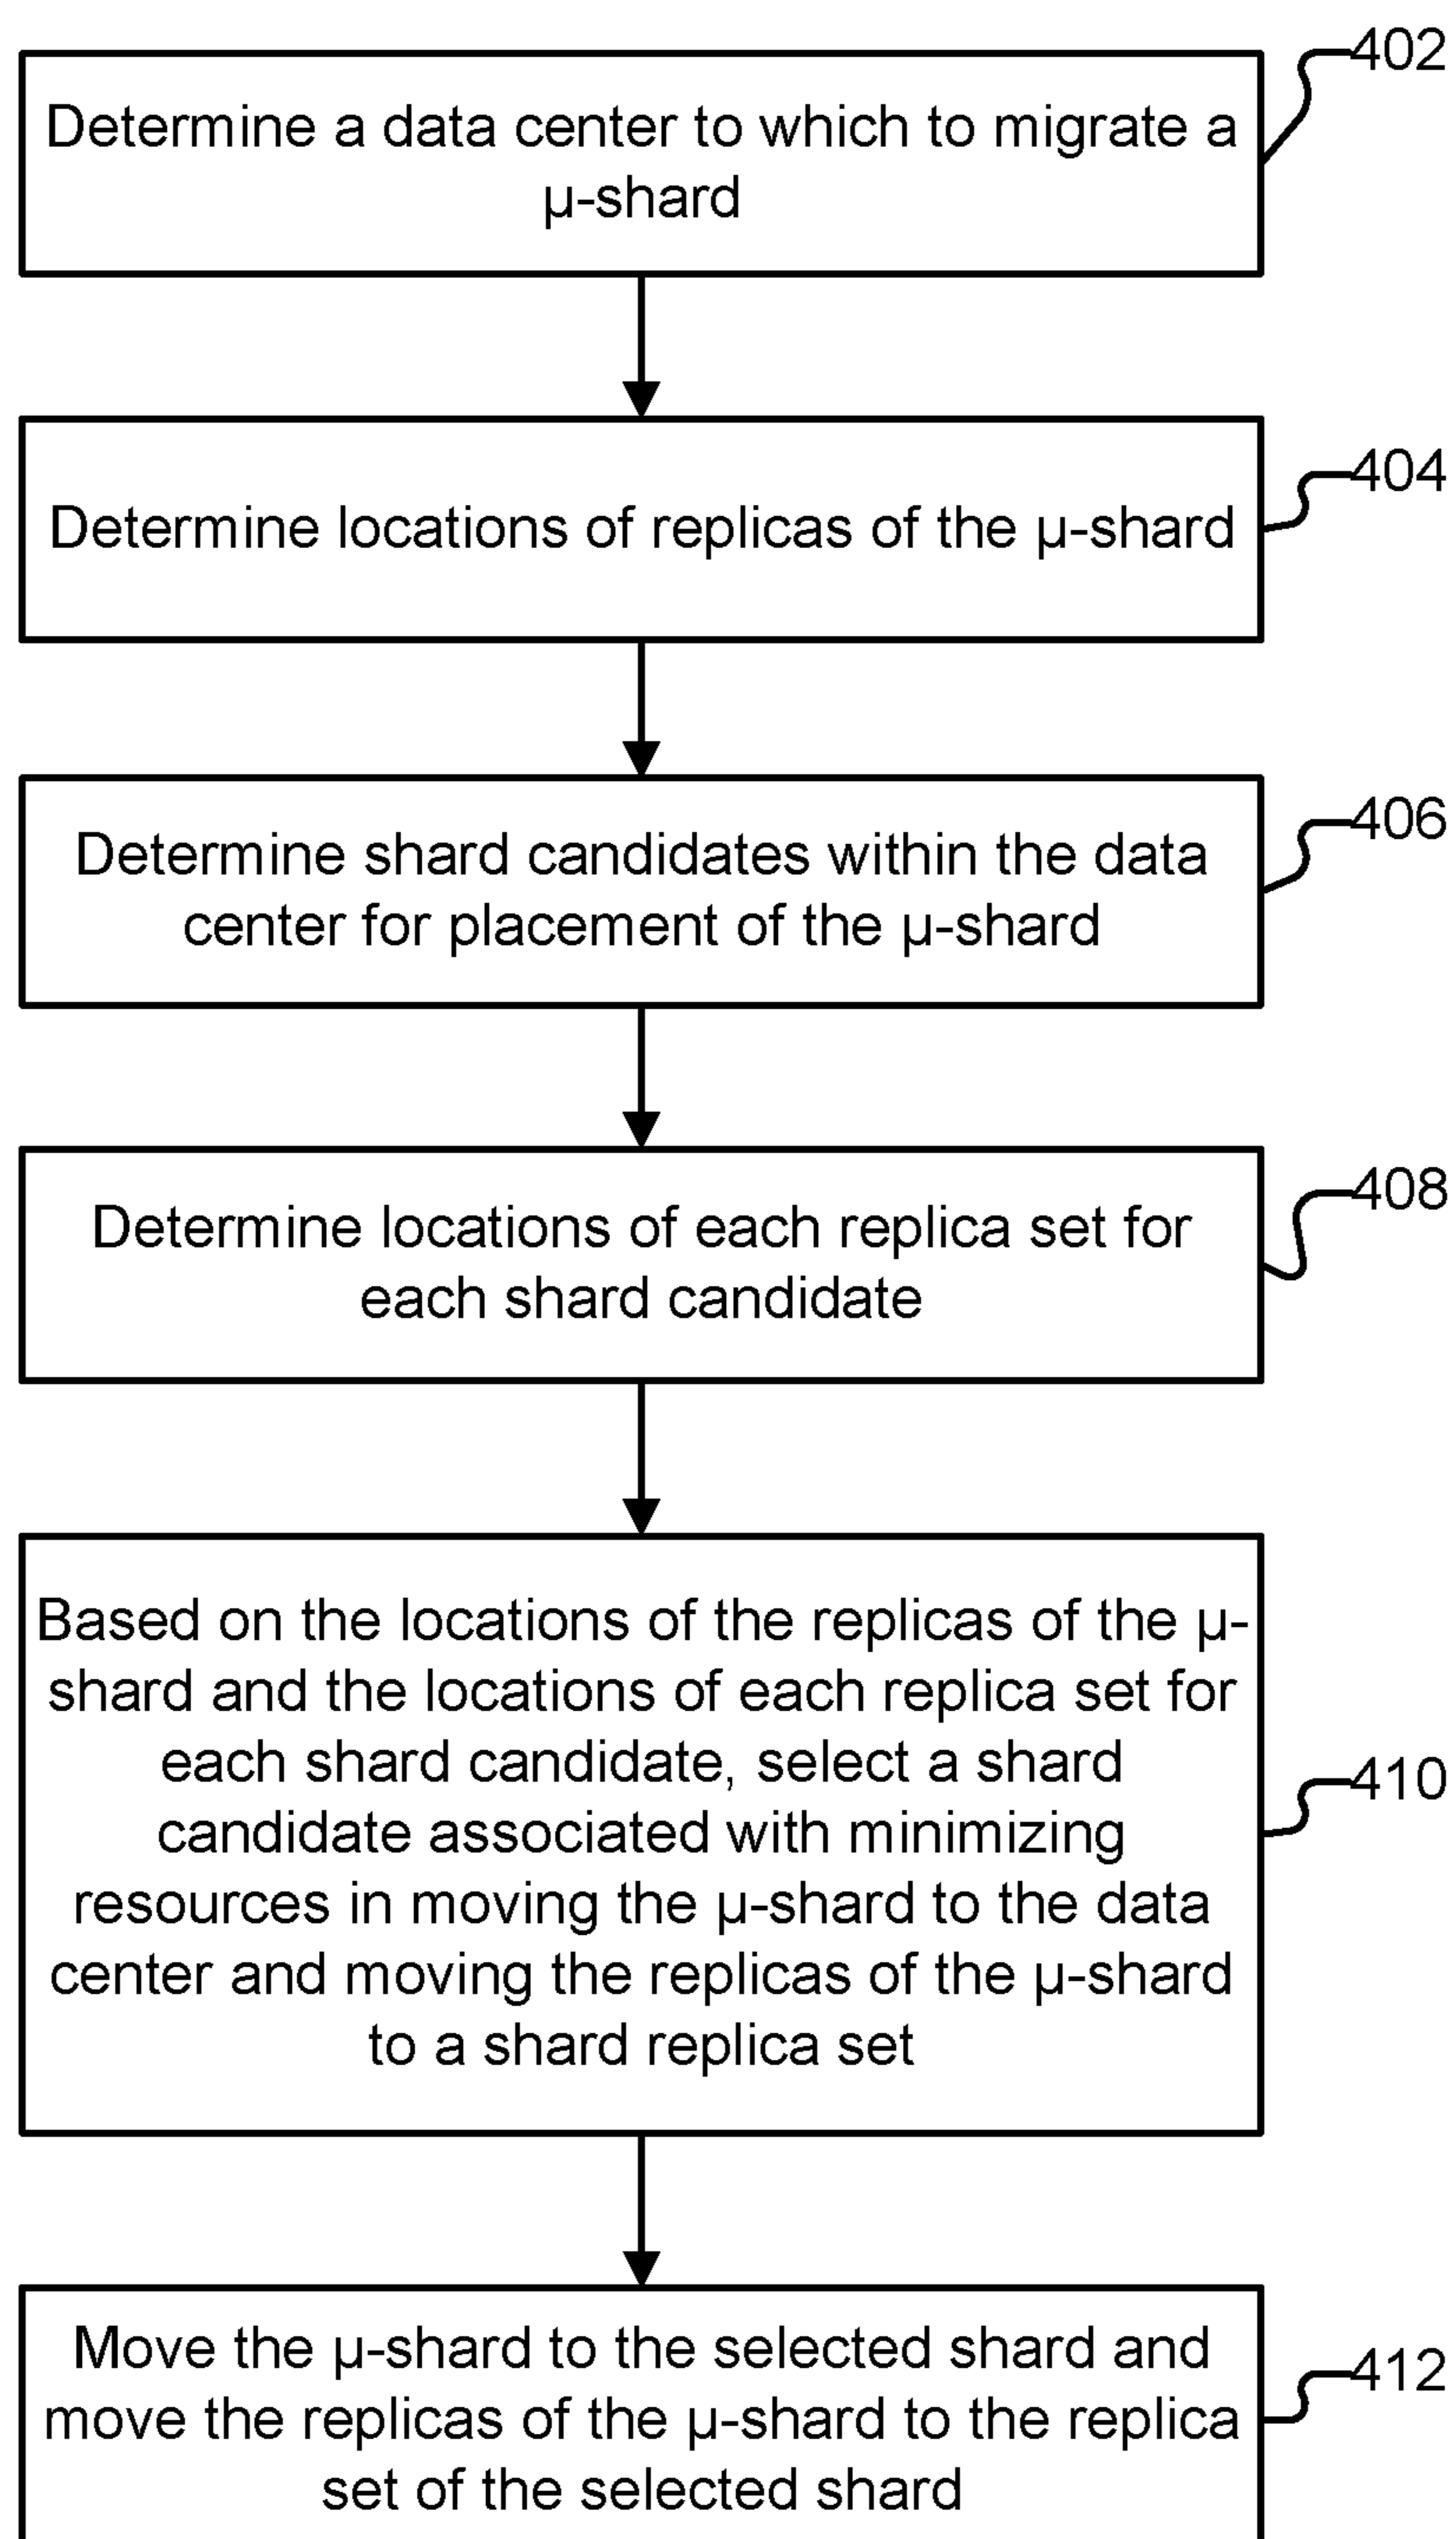 402
Determine a data center to which to migrate a
µ-shard
404
Determine locations of replicas of the µ-shard
406
Determine shard candidates within the data
center for placement of the µ-shard
408
Determine locations of each replica set for
each shard candidate
Based on the locations of the replicas of the µ-
shard and the locations of each replica set for
each shard candidate, select a shard
candidate associated with minimizing
resources in moving the µ-shard to the data
center and moving the replicas of the µ-shard
to a shard replica set
410
Move the µ-shard to the selected shard and
move the replicas of the µ-shard to the replica
set of the selected shard
412